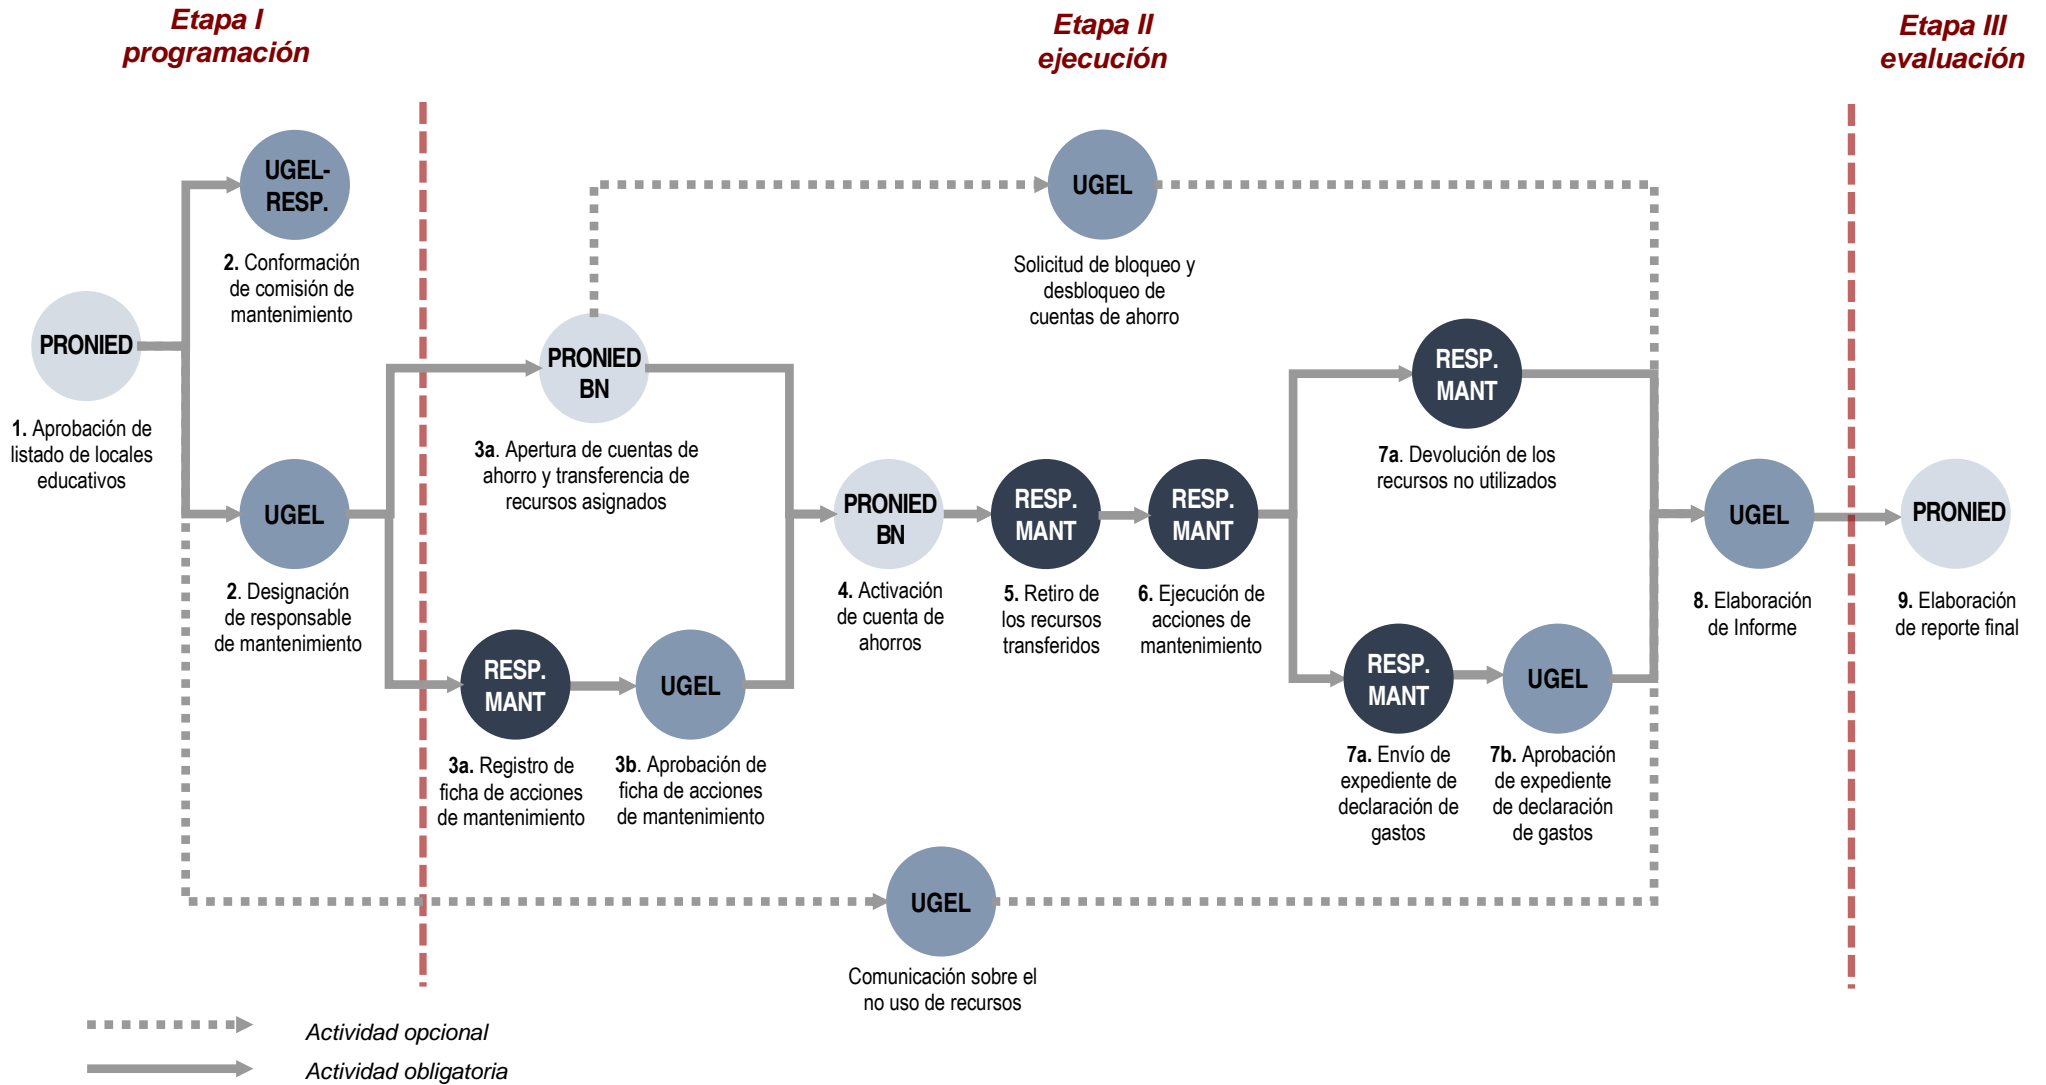 Etapa I
programación
Etapa II
ejecución
Etapa III
evaluación
UGEL-
RESP.
2. Conformación
de comisión de
mantenimiento
UGEL
Solicitud de bloqueo y
desbloqueo de
cuentas de ahorro
PRONIED
1. Aprobación de
listado de locales
educativos
PRONIED
BN
3a. Apertura de cuentas de
ahorro y transferencia de
recursos asignados
RESP.
MANT
7a. Devolución de los
recursos no utilizados
UGEL
2. Designación
de responsable
de mantenimiento
PRONIED
BN
4. Activación
de cuenta de
ahorros
RESP.
MANT
5. Retiro de
los recursos
transferidos
RESP.
MANT
6. Ejecución de
acciones de
mantenimiento
UGEL
8. Elaboración
de Informe
PRONIED
9. Elaboración
de reporte final
RESP.
MANT
3a. Registro de
ficha de acciones
de mantenimiento
UGEL
3b. Aprobación de
ficha de acciones
de mantenimiento
RESP.
MANT
7a. Envío de
expediente de
declaración de
gastos
UGEL
7b. Aprobación
de expediente
de declaración
de gastos
UGEL
Comunicación sobre el
no uso de recursos
Actividad opcional
Actividad obligatoria